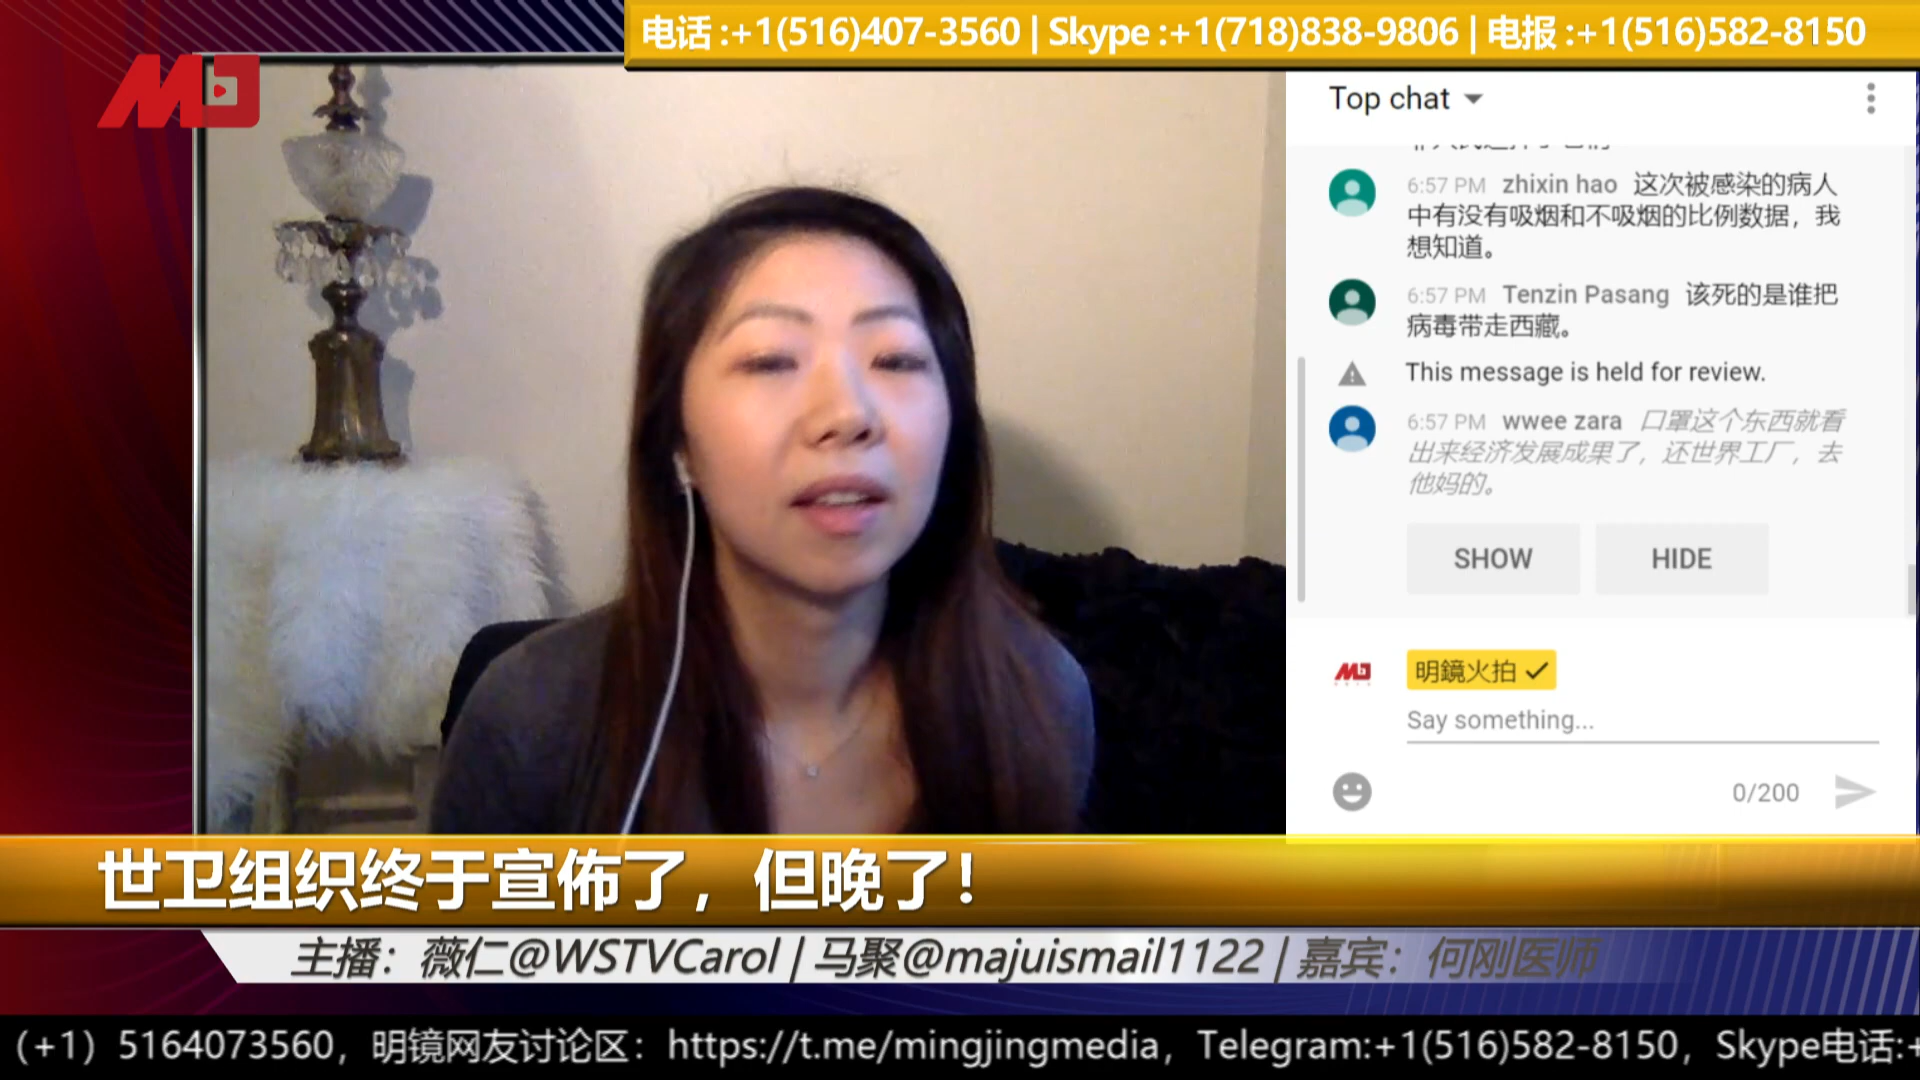 电话 :+1(516)407-3560 | Skype :+1(718)838-9806 | 电报 :+1(516)582-8150
Top chat
6:57 PM zhixin hao 这次被感染的病人
中有没有吸烟和不吸烟的比例数据，我
想知道。
6:57 PM Tenzin Pasang 该死的是谁把
病毒带走西藏。
This message is held for review.
6:57 PM wwee zara 口罩这个东西就看
出来经济发展成果了，还世界工厂，去
他妈的。
SHOW HIDE
明鏡火拍
Say something...
0/200
世卫组织终于宣佈了，但晚了！
主播：薇仁@WSTVCarol | 马聚@majuismail1122 | 嘉宾：何刚医师
(+1) 5164073560，明镜网友讨论区：https://t.me/mingjingmedia，Telegram:+1(516)582-8150，Skype电话:+